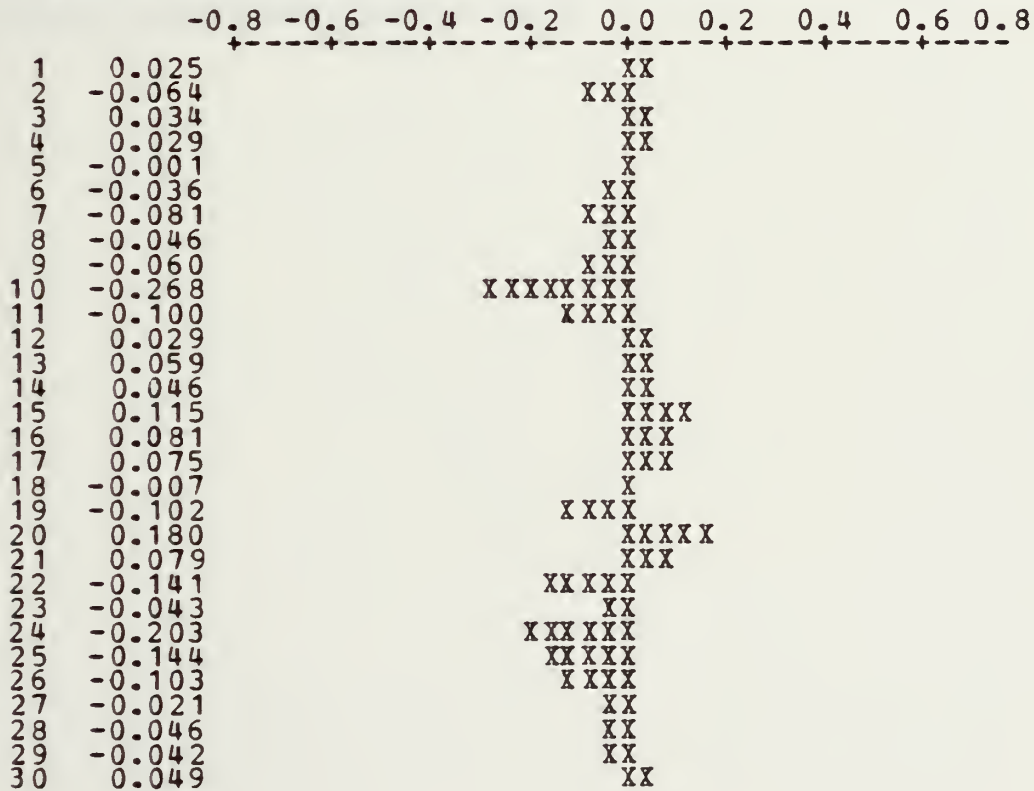 -0.8 -0.6 -0.4 -0.2 0.0 0.2 0.4 0.6 0.8
+----+----+----+----+----+----+----+----
1 0.025 XX
2 -0.064 XXX
3 0.034 XX
4 0.029 XX
5 -0.001 X
6 -0.036 XX
7 -0.081 XXX
8 -0.046 XX
9 -0.060 XXX
10 -0.268 XXXXXXXX
11 -0.100 XXXX
12 0.029 XX
13 0.059 XX
14 0.046 XX
15 0.115 XXXX
16 0.081 XXX
17 0.075 XXX
18 -0.007 X
19 -0.102 XXXX
20 0.180 XXXXX
21 0.079 XXX
22 -0.141 XXXXX
23 -0.043 XX
24 -0.203 XXXXXX
25 -0.144 XXXXX
26 -0.103 XXXX
27 -0.021 XX
28 -0.046 XX
29 -0.042 XX
30 0.049 XX